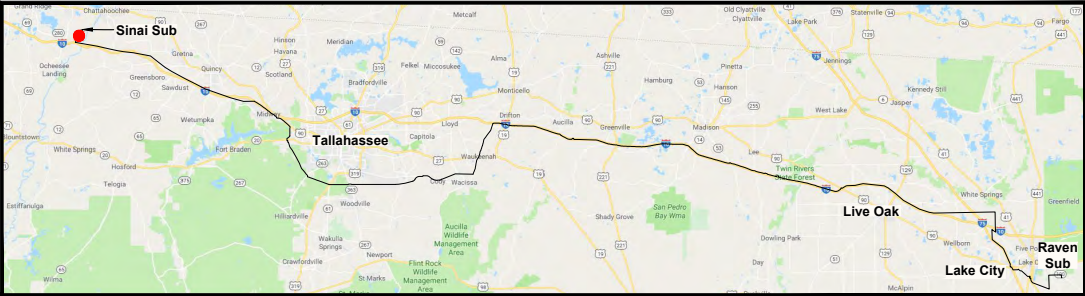 Grand Ridge
Chattahoochee
Sinai Sub
Metcalf
Old Clyattville
Clyattville
Lake Park
Statenville
Fargo
Ocheesee
Landing
Gretna
Hinson
Havana
Meridian
Quincy
Scotland
Greensboro
Sawdust
Felkel
Miccosukee
Alma
Ashville
Pinetta
Jennings
Hamburg
Hanson
Bradfordville
Monticello
Kennedy Still
Jasper
Wetumpka
Midway
Lloyd
Drifton
Aucilla
Greenville
Madison
West Lake
Blountstown
Tallahassee
Capitola
White Springs
Fort Braden
Waukeenah
Lee
Hosford
Telogia
Cody
Wacissa
Twin Rivers
State Forest
White Springs
Estiffanulga
Woodville
Hilliardville
San Pedro
Bay Wma
Shady Grove
Live Oak
Greenfield
Aucilla
Wildlife
Management
Area
Wakulla
Springs
Newport
Crawfordville
Dowling Park
Wellborn
Five Po
Raven
Sub
Lake City
Wilma
St Marks
Flint Rock
Wildlife
Management
Area
Day
McAlpin